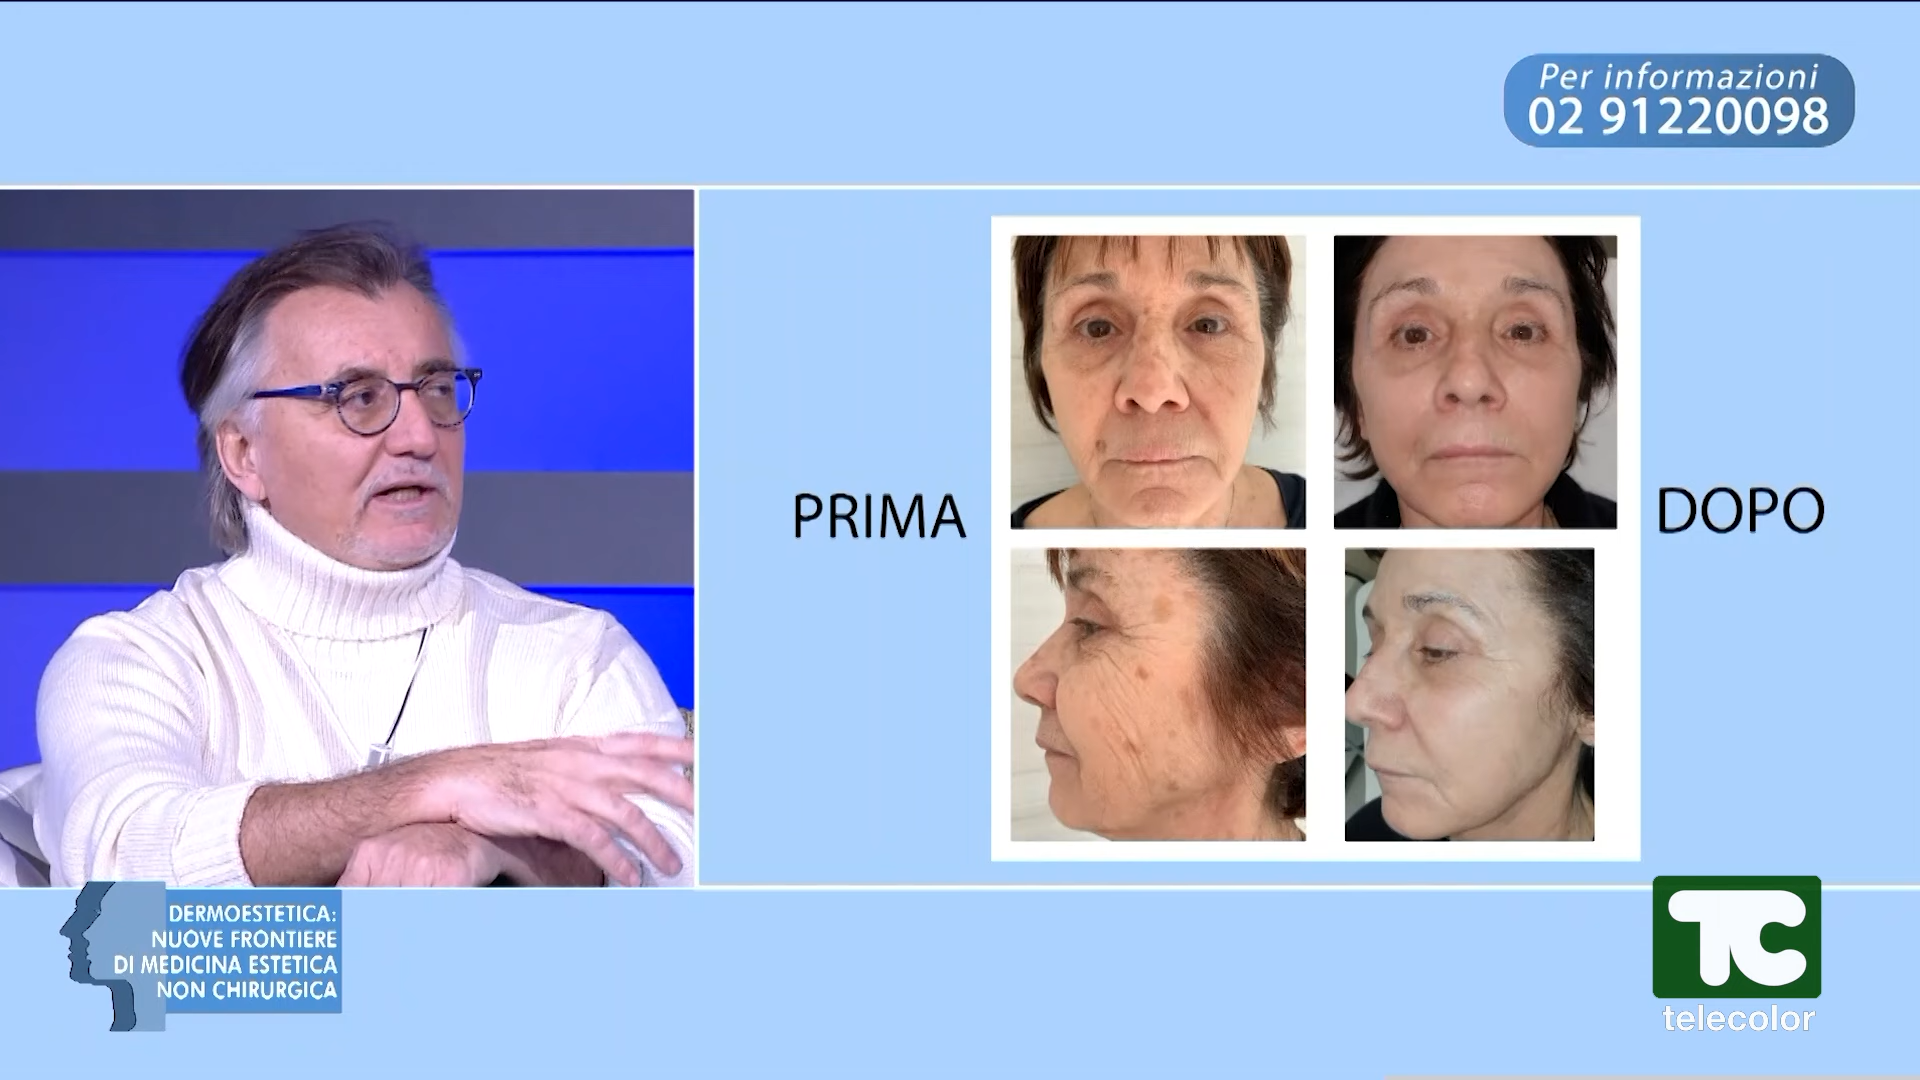 Per informazioni
02 91220098
PRIMA
DOPO
DERMOESTETICA:
NUOVE FRONTIERE
DI MEDICINA ESTETICA
NON CHIRURGICA
TC
telecolor